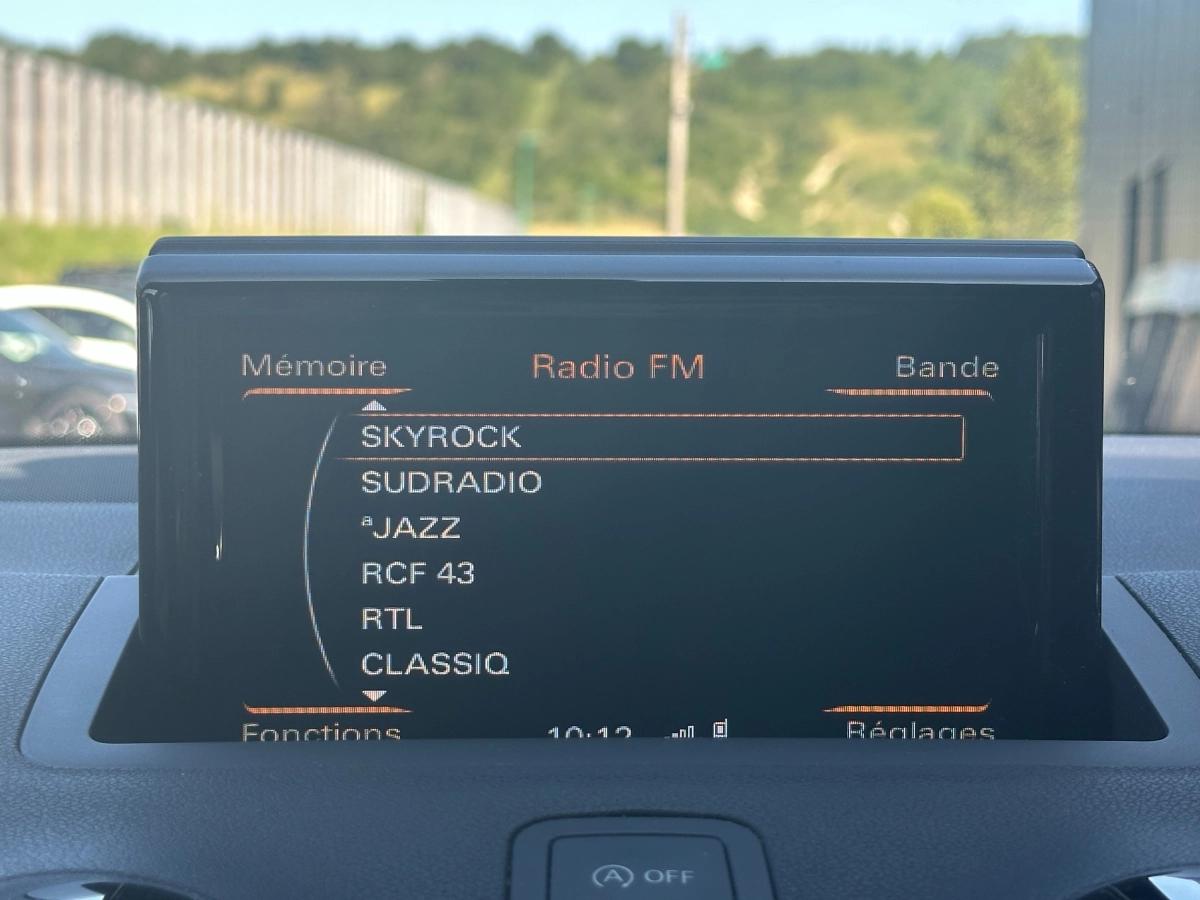 Mémoire Radio FM Bande
SKYROCK
SUDRADIO
ªJAZZ
RCF 43
RTL
CLASSIQ
Fonctions 10:12 Réglages
A OFF